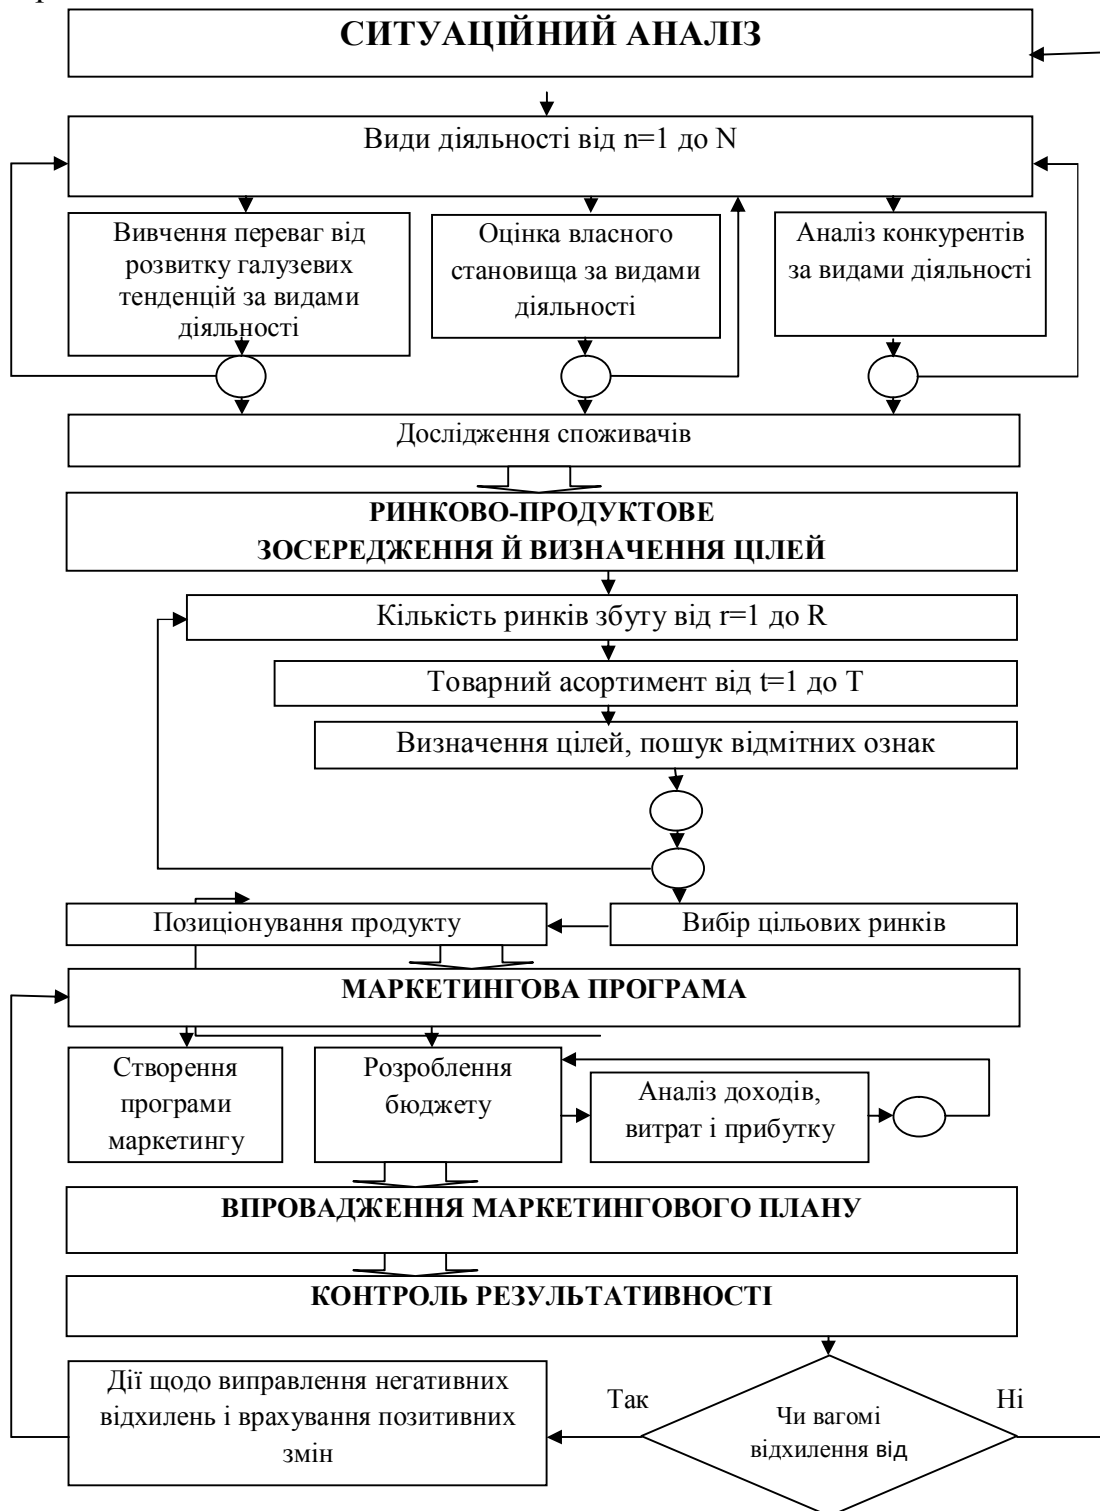 СИТУАЦІЙНИЙ АНАЛІЗ
Види діяльності від n=1 до N
Вивчення переваг від
розвитку галузевих
тенденцій за видами
діяльності
Оцінка власного
становища за видами
діяльності
Аналіз конкурентів
за видами діяльності
Дослідження споживачів
РИНКОВО-ПРОДУКТОВЕ
ЗОСЕРЕДЖЕННЯ Й ВИЗНАЧЕННЯ ЦІЛЕЙ
Кількість ринків збуту від r=1 до R
Товарний асортимент від t=1 до T
Визначення цілей, пошук відмітних ознак
Позиціонування продукту
Вибір цільових ринків
МАРКЕТИНГОВА ПРОГРАМА
Створення
програми
маркетингу
Розроблення
бюджету
Аналіз доходів,
витрат і прибутку
ВПРОВАДЖЕННЯ МАРКЕТИНГОВОГО ПЛАНУ
КОНТРОЛЬ РЕЗУЛЬТАТИВНОСТІ
Дії щодо виправлення негативних
відхилень і врахування позитивних
змін
Так
Чи вагомі
відхилення від
Ні